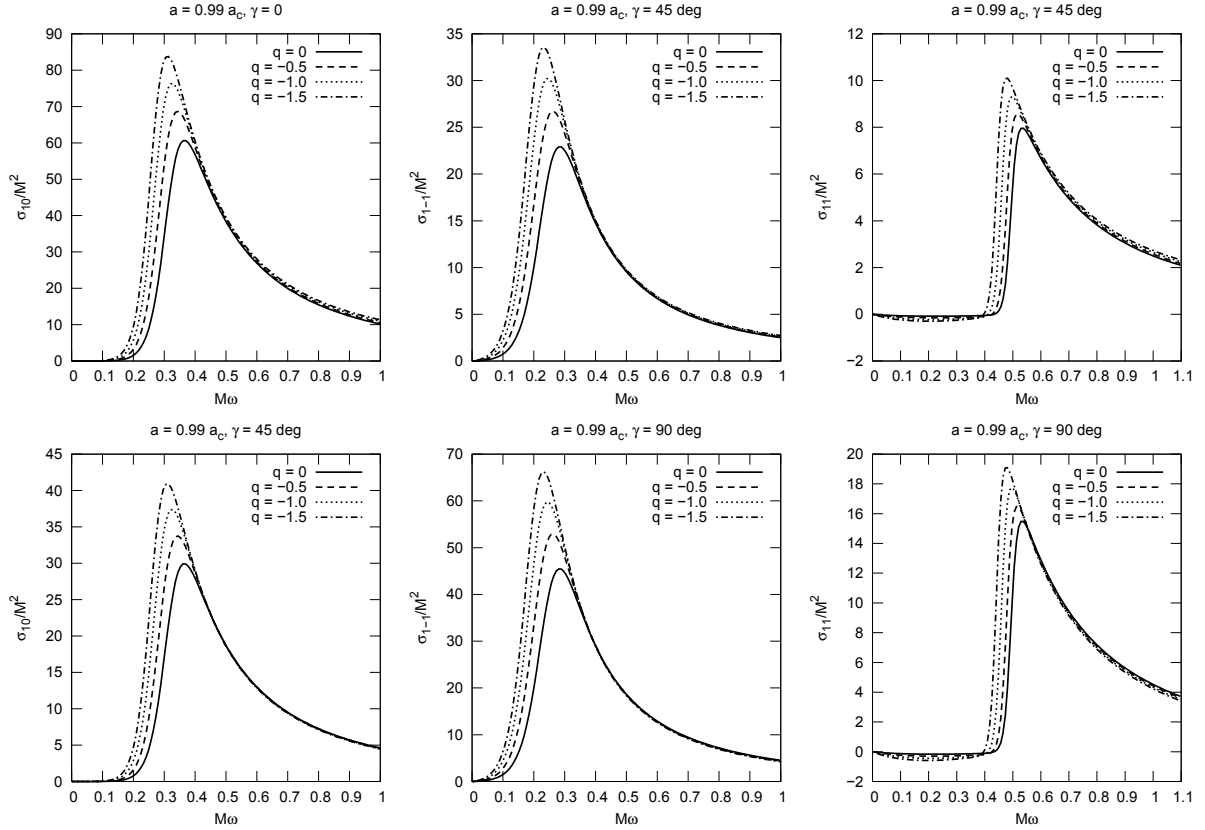 a = 0.99 a_c, γ = 0
σ₁₀/M²
90
80
70
60
50
40
30
20
10
0
q = 0
q = −0.5
q = −1.0
q = −1.5
0 0.1 0.2 0.3 0.4 0.5 0.6 0.7 0.8 0.9 1
Mω
a = 0.99 a_c, γ = 45 deg
σ₁₋₁/M²
35
30
25
20
15
10
5
0
q = 0
q = −0.5
q = −1.0
q = −1.5
0 0.1 0.2 0.3 0.4 0.5 0.6 0.7 0.8 0.9 1
Mω
a = 0.99 a_c, γ = 45 deg
σ₁₁/M²
12
10
8
6
4
2
0
−2
q = 0
q = −0.5
q = −1.0
q = −1.5
0 0.1 0.2 0.3 0.4 0.5 0.6 0.7 0.8 0.9 1 1.1
Mω
a = 0.99 a_c, γ = 45 deg
σ₁₀/M²
45
40
35
30
25
20
15
10
5
0
q = 0
q = −0.5
q = −1.0
q = −1.5
0 0.1 0.2 0.3 0.4 0.5 0.6 0.7 0.8 0.9 1
Mω
a = 0.99 a_c, γ = 90 deg
σ₁₋₁/M²
70
60
50
40
30
20
10
0
q = 0
q = −0.5
q = −1.0
q = −1.5
0 0.1 0.2 0.3 0.4 0.5 0.6 0.7 0.8 0.9 1
Mω
a = 0.99 a_c, γ = 90 deg
σ₁₁/M²
20
18
16
14
12
10
8
6
4
2
0
−2
q = 0
q = −0.5
q = −1.0
q = −1.5
0 0.1 0.2 0.3 0.4 0.5 0.6 0.7 0.8 0.9 1 1.1
Mω